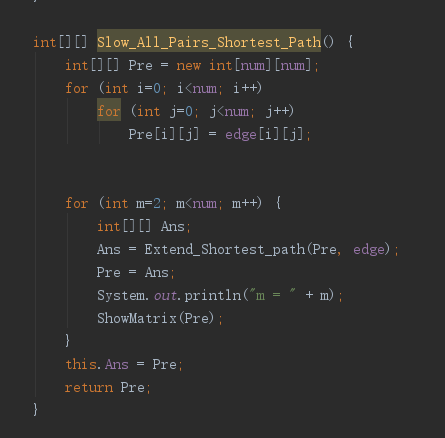 int[][] Slow_All_Pairs_Shortest_Path() {
int[][] Pre = new int[num][num];
for (int i=0; i<num; i++)
for (int j=0; j<num; j++)
Pre[i][j] = edge[i][j];
for (int m=2; m<num; m++) {
int[][] Ans;
Ans = Extend_Shortest_path(Pre, edge);
Pre = Ans;
System.out.println("m = " + m);
ShowMatrix(Pre);
}
this.Ans = Pre;
return Pre;
}